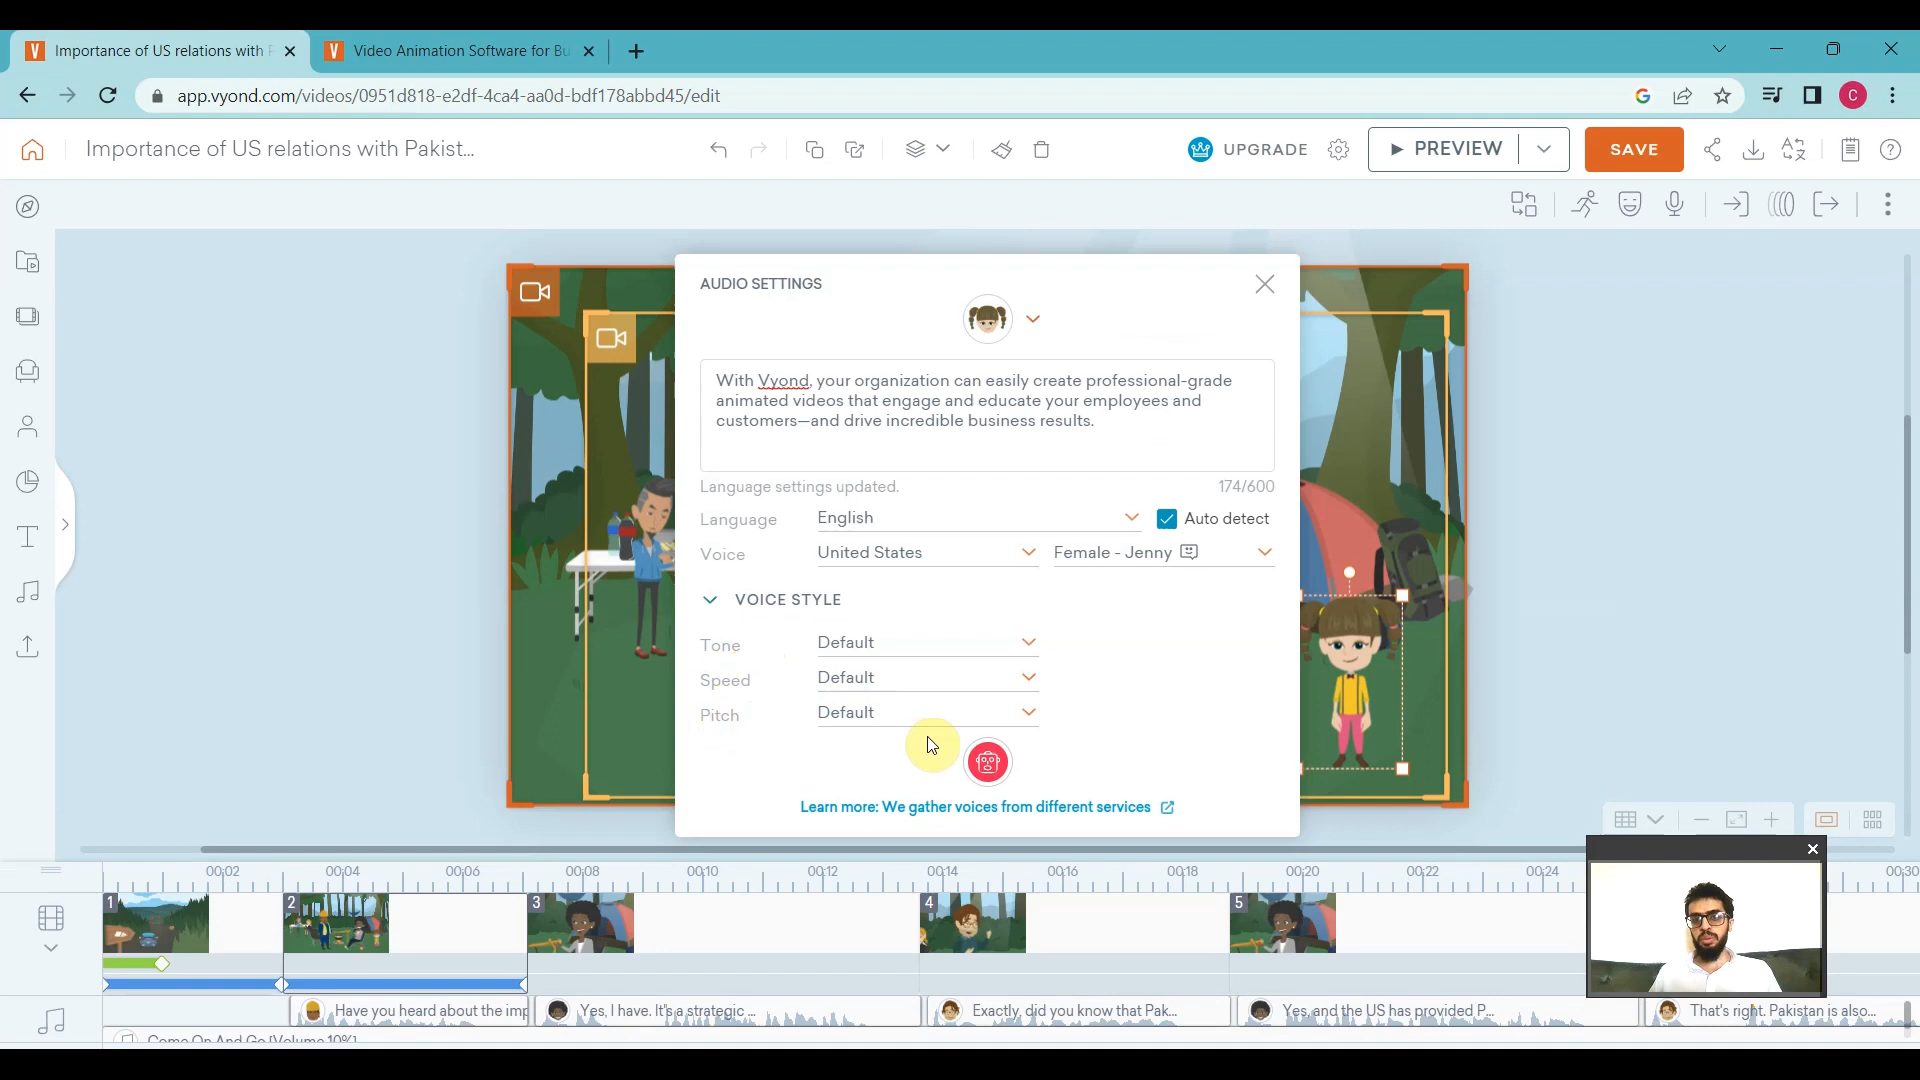 Importance of US relations with P
Video Animation Software for Bu
app.vyond.com/videos/0951d818-e2df-4ca4-aa0d-bdf178abbd45/edit
C
Importance of US relations with Pakist...
UPGRADE
PREVIEW
SAVE
AUDIO SETTINGS
With Vyond, your organization can easily create professional-grade
animated videos that engage and educate your employees and
customers—and drive incredible business results.
Language settings updated.
174/600
Language English Auto detect
Voice United States Female - Jenny
VOICE STYLE
Tone Default
Speed Default
Pitch Default
Learn more: We gather voices from different services
00:02 00:04 00:06 00:08 00:10 00:12 00:14 00:16 00:18 00:20 00:22 00:24 00:30
1 2 3 4 5
Have you heard about the imp
Yes, I have. It's a strategic ...
Exactly, did you know that Pak...
Yes, and the US has provided P...
That's right. Pakistan is also...
Come On And Go [Volume 10%]